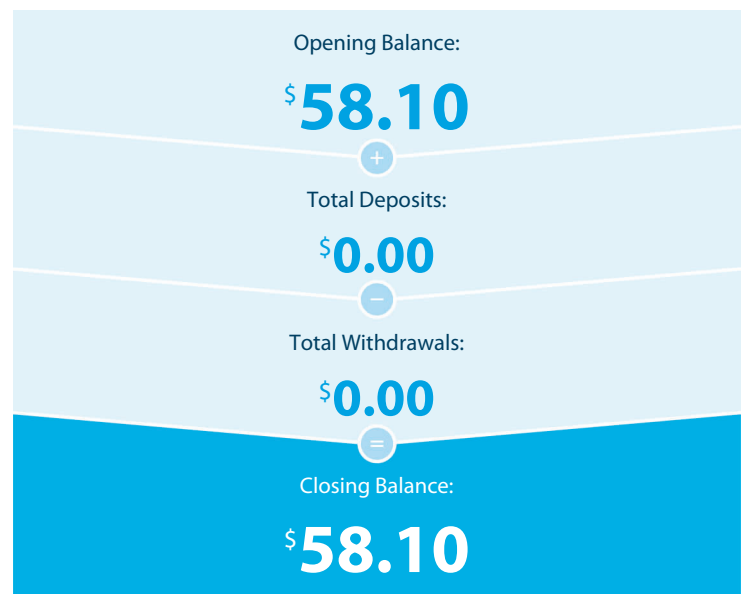 Opening Balance:
$58.10
+
Total Deposits:
$0.00
−
Total Withdrawals:
$0.00
=
Closing Balance:
$58.10